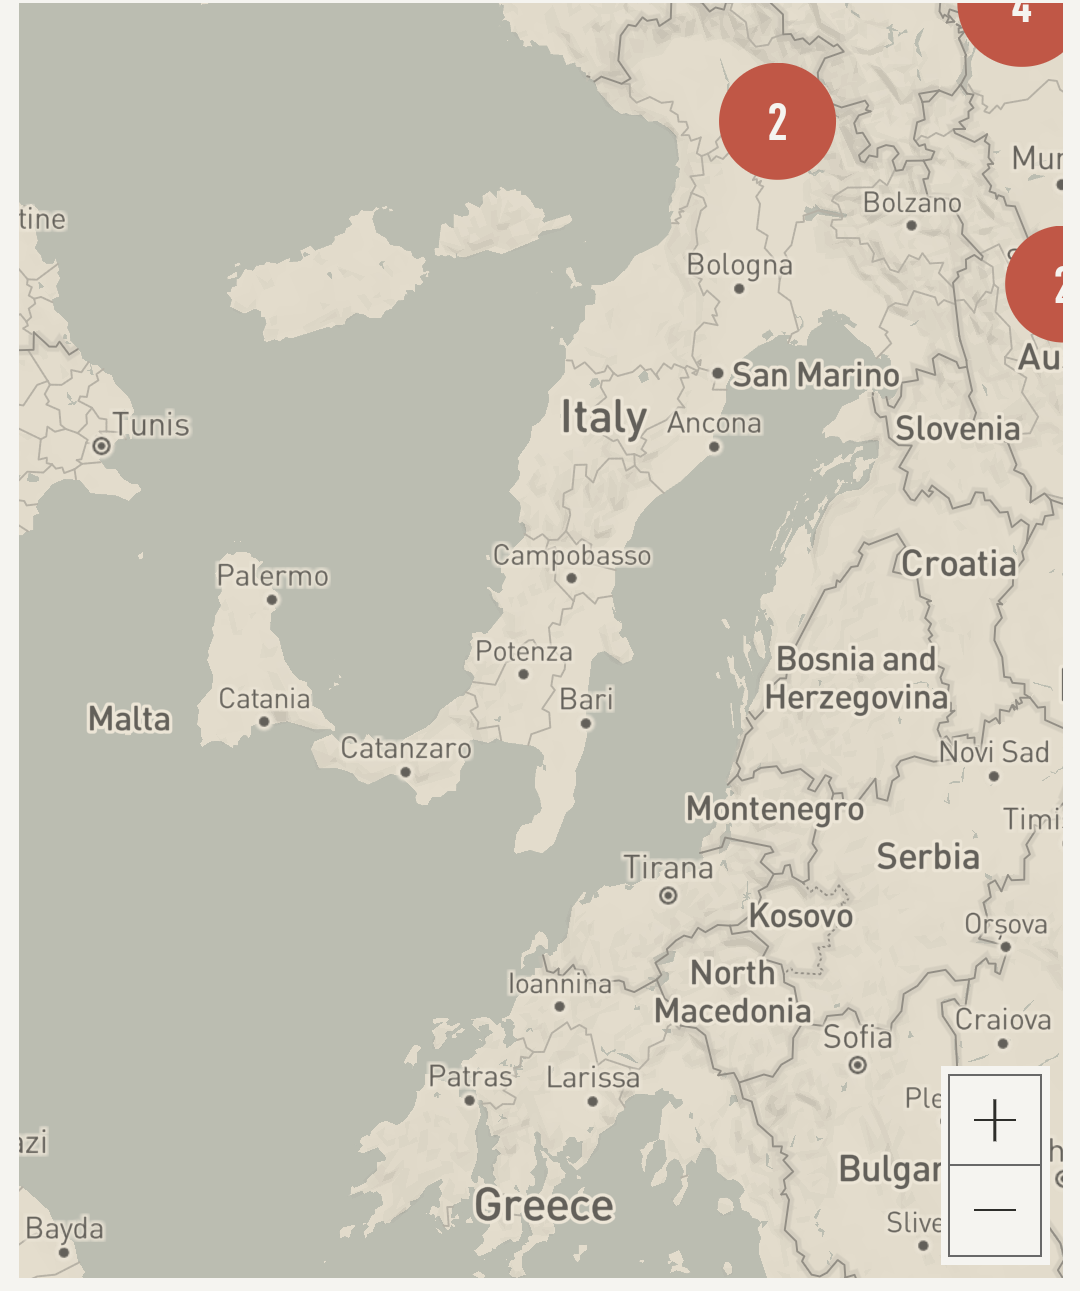 4
2
Bolzano
Bologna
San Marino
Italy
Ancona
Slovenia
Tunis
Campobasso
Croatia
Palermo
Potenza
Bosnia and
Herzegovina
Catania
Bari
Malta
Catanzaro
Novi Sad
Montenegro
Serbia
Tirana
Kosovo
Orșova
North
Macedonia
Ioannina
Craiova
Sofia
Patras
Larissa
Greece
Bayda